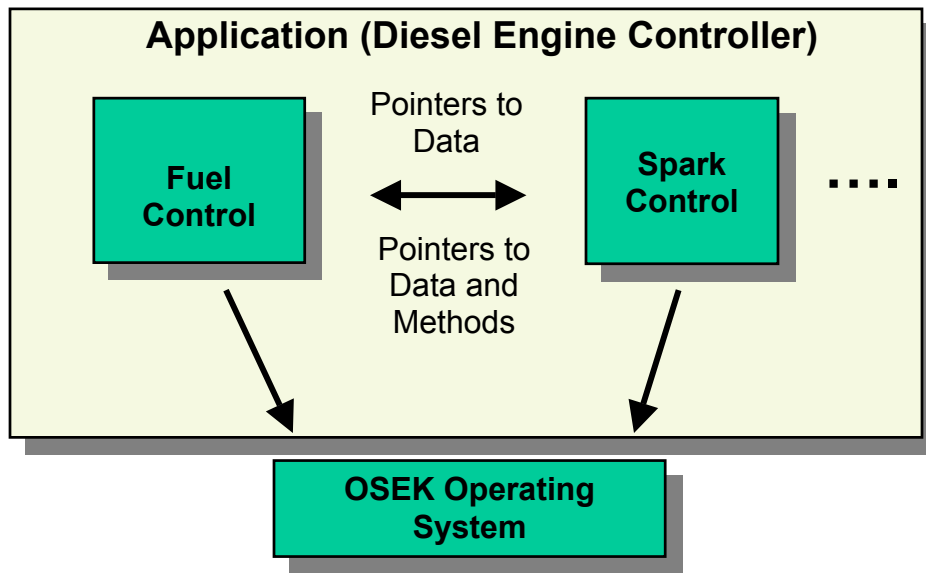 Application (Diesel Engine Controller)
Pointers to
Data
Fuel
Control
Spark
Control
....
Pointers to
Data and
Methods
OSEK Operating
System